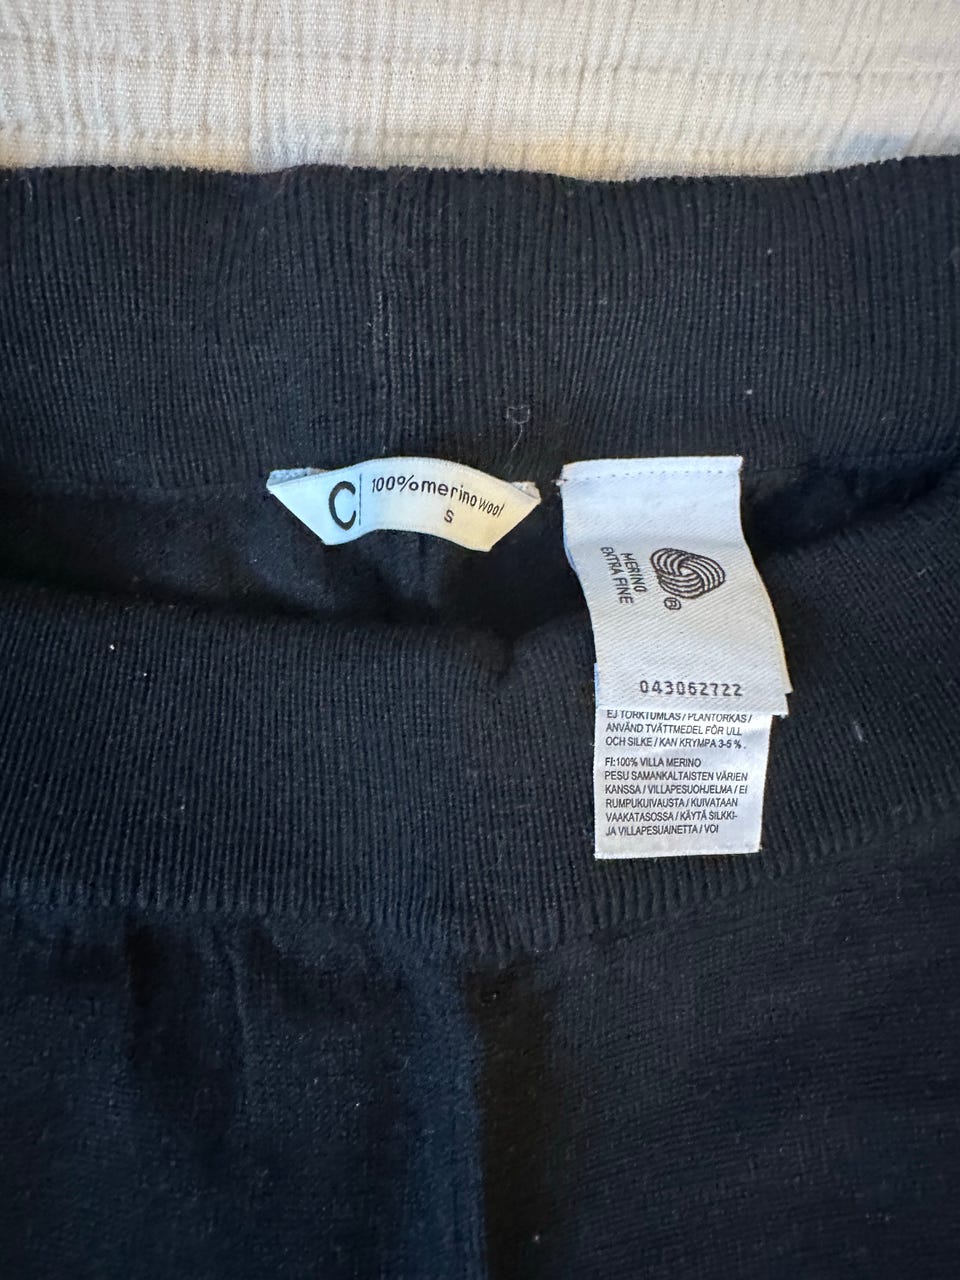 C 100% merino wool
S
MERINO
EXTRA FINE
®
043062722
EJ TORKTUMLAS / PLANTORKAS /
ANVÄND TVÄTTMEDEL FÖR ULL
OCH SILKE / KAN KRYMPA 3-5 % .
FI:100% VILLA MERINO
PESU SAMANKALTAISTEN VÄRIEN
KANSSA / VILLAPESUOHJELMA / EI
RUMPUKUIVAUSTA / KUIVATAAN
VAAKATASOSSA / KÄYTÄ SILKKI-
JA VILLAPESUAINETTA / VOI